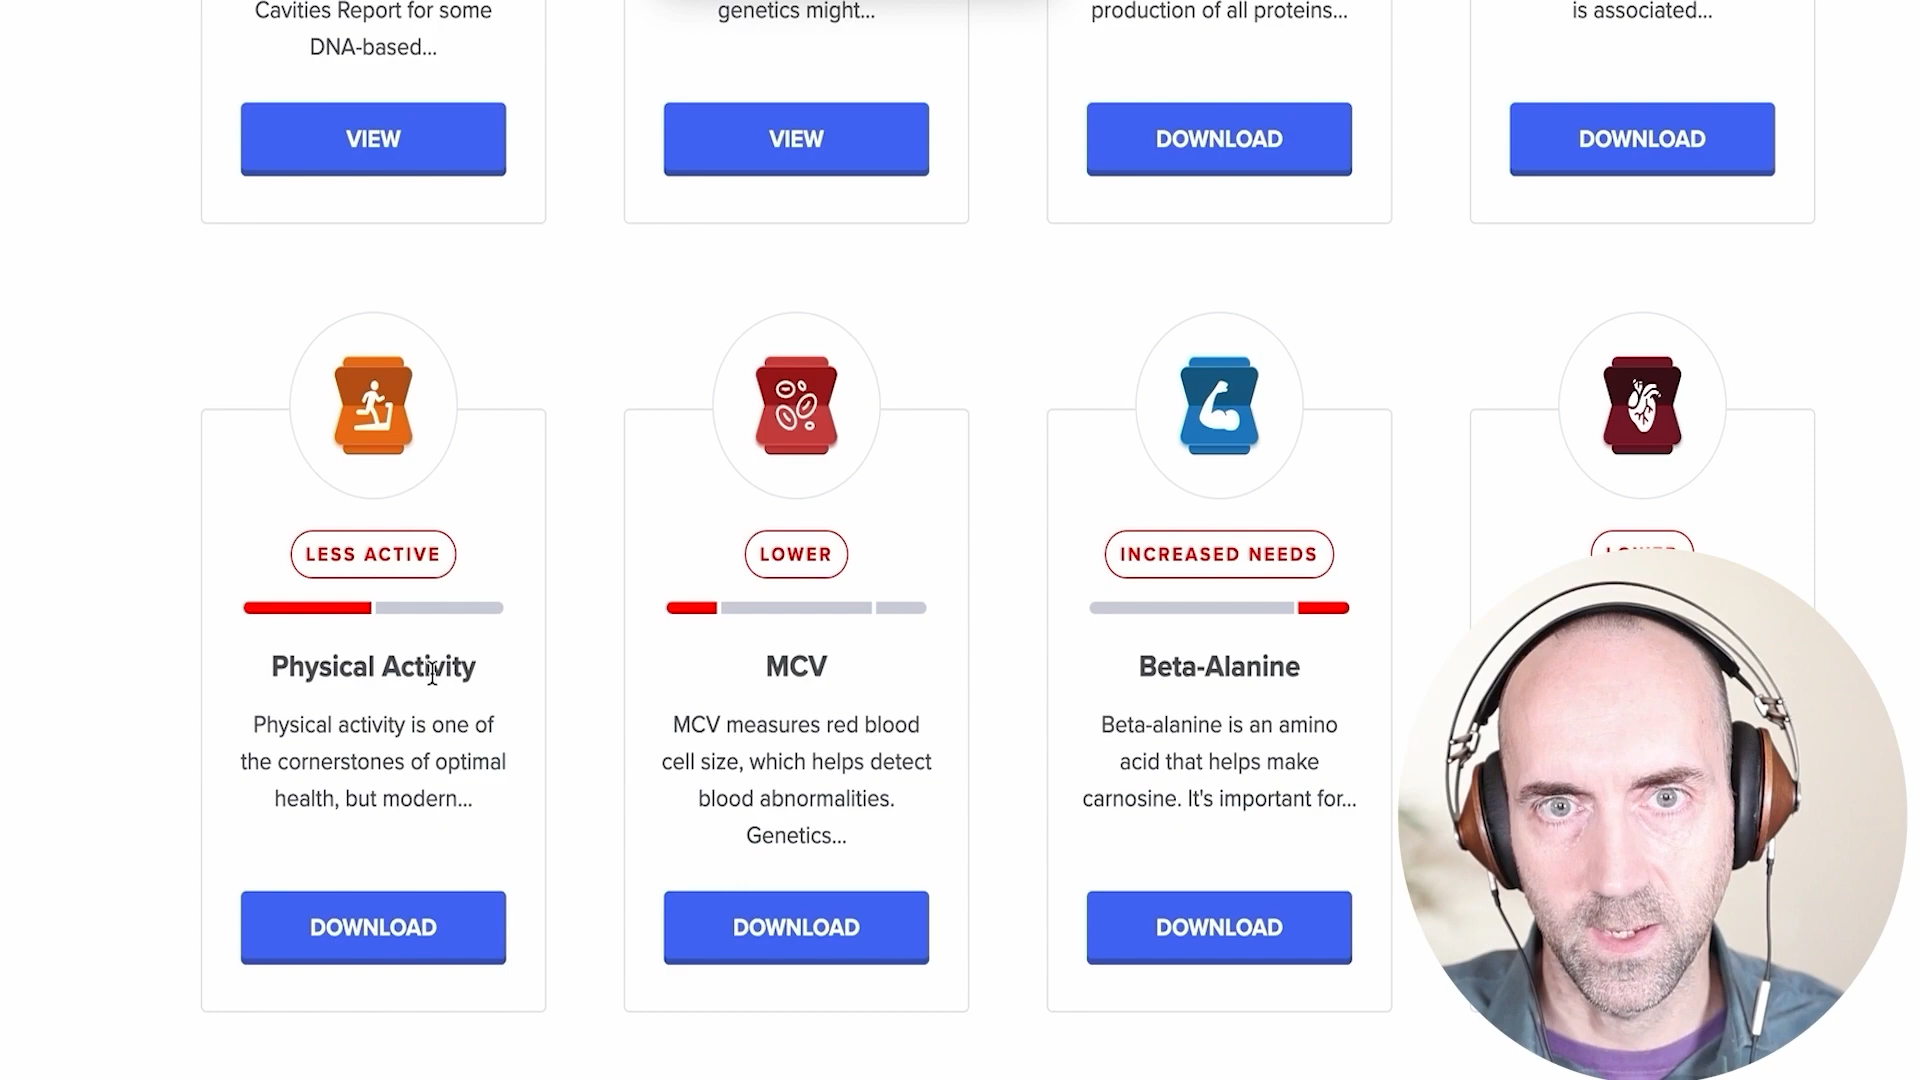 Cavities Report for some
DNA-based...
VIEW
genetics might...
VIEW
production of all proteins...
DOWNLOAD
is associated...
DOWNLOAD
LESS ACTIVE
Physical Activity
Physical activity is one of
the cornerstones of optimal
health, but modern...
DOWNLOAD
LOWER
MCV
MCV measures red blood
cell size, which helps detect
blood abnormalities.
Genetics...
DOWNLOAD
INCREASED NEEDS
Beta-Alanine
Beta-alanine is an amino
acid that helps make
carnosine. It's important for...
DOWNLOAD